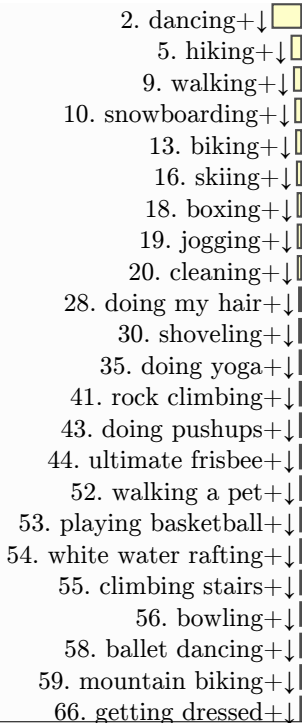 2. dancing+↓
5. hiking+↓
9. walking+↓
10. snowboarding+↓
13. biking+↓
16. skiing+↓
18. boxing+↓
19. jogging+↓
20. cleaning+↓
28. doing my hair+↓
30. shoveling+↓
35. doing yoga+↓
41. rock climbing+↓
43. doing pushups+↓
44. ultimate frisbee+↓
52. walking a pet+↓
53. playing basketball+↓
54. white water rafting+↓
55. climbing stairs+↓
56. bowling+↓
58. ballet dancing+↓
59. mountain biking+↓
66. getting dressed+↓